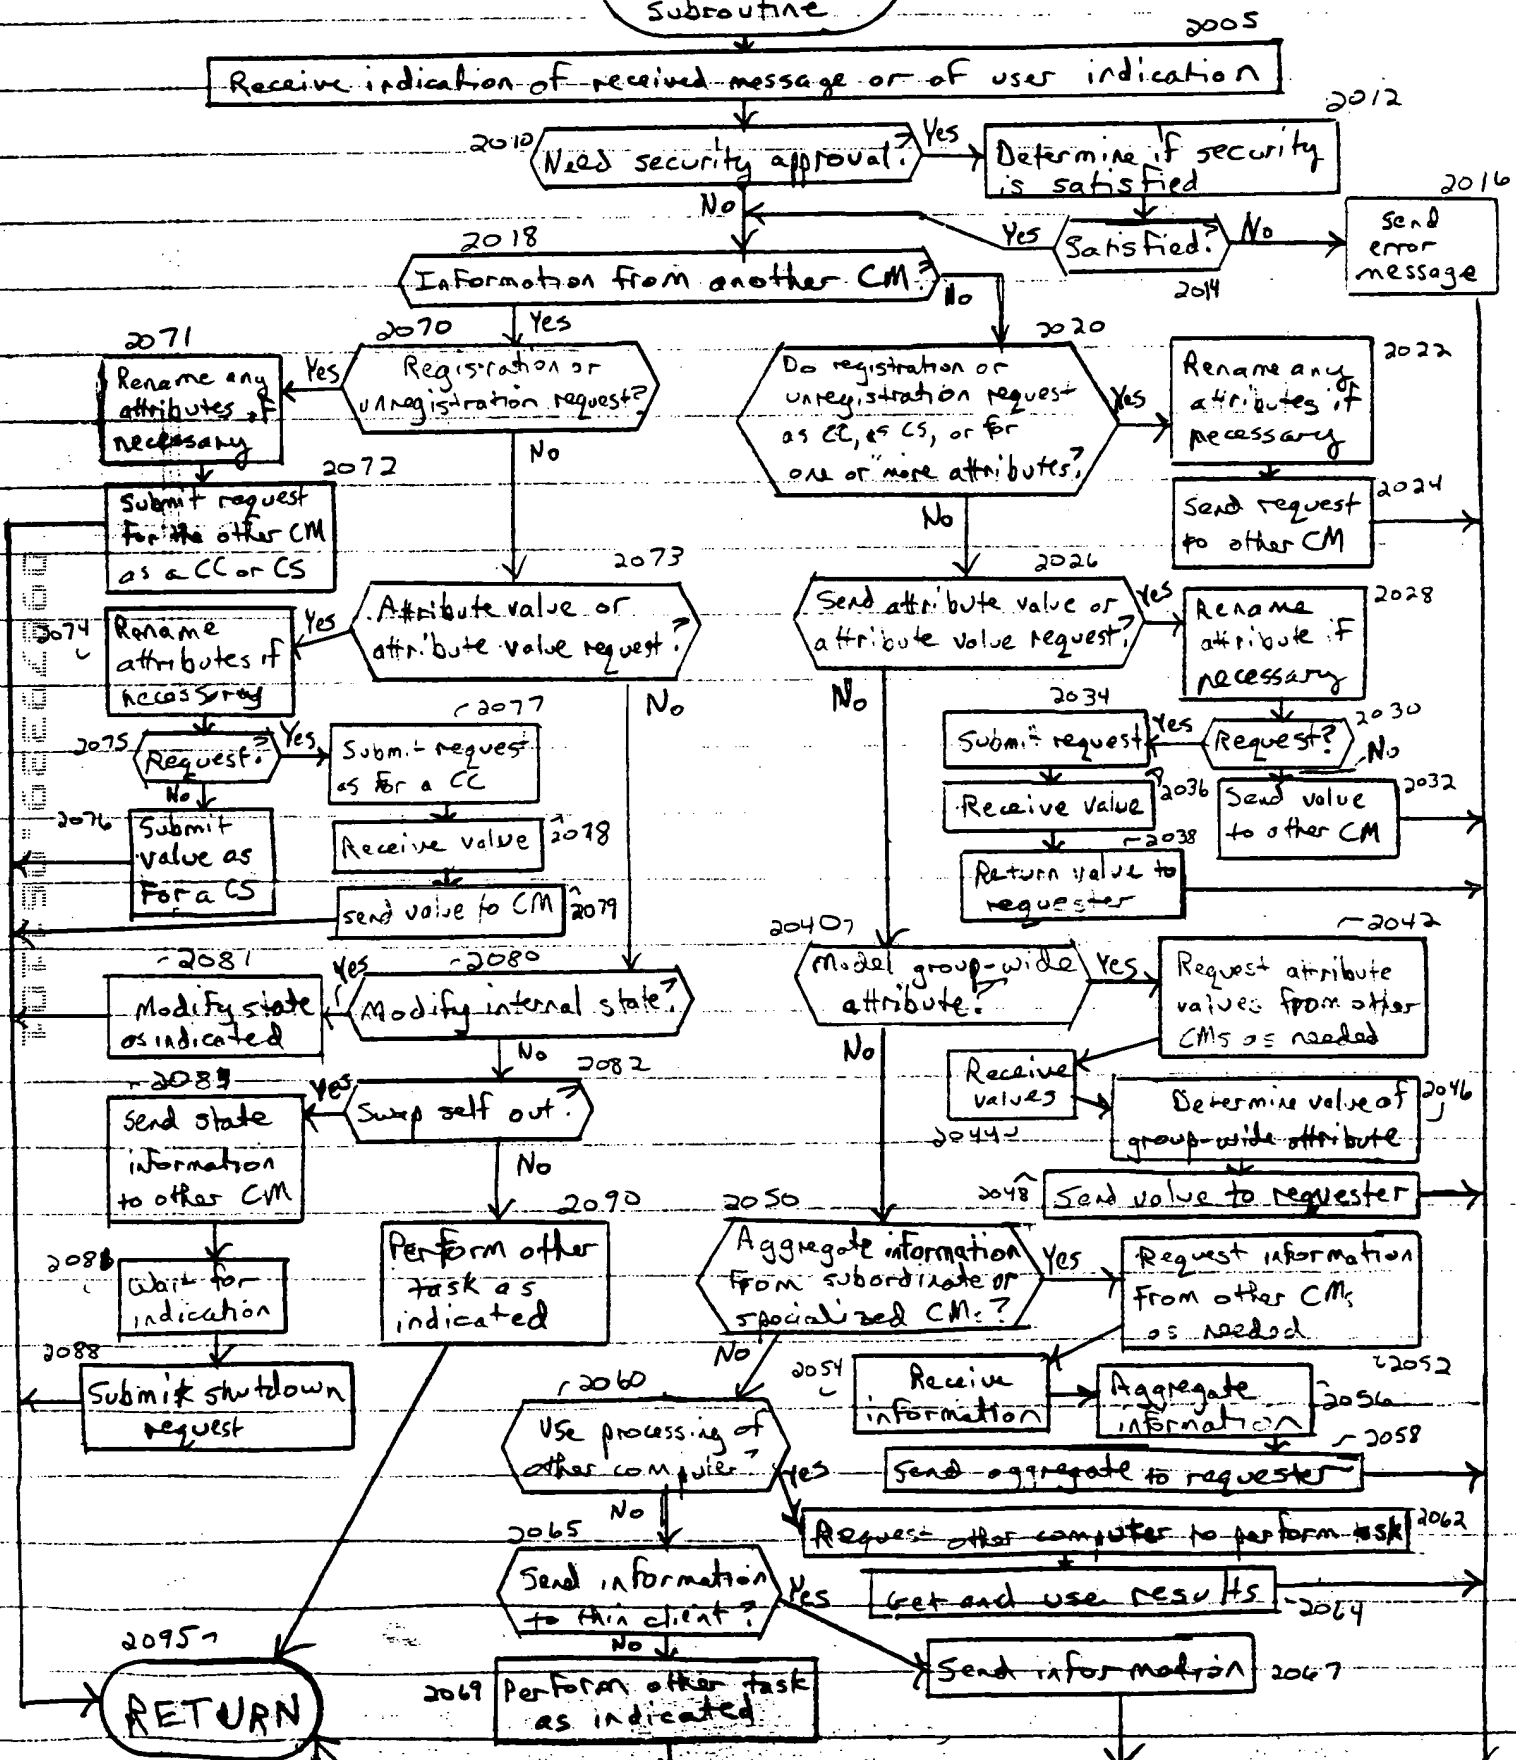 Subroutine
2005
Receive indication of received message or of user indication
2012
2010
Need security approval?
Yes
Determine if security
is satisfied
No
2016
Send
error
message
Yes
Satisfied?
No
2014
2018
Information from another CM?
No
Yes
2071
Rename any
attributes if
necessary
Yes
2070
Registration or
unregistration request?
No
2020
Do registration or
unregistration request
as CC, as CS, or for
one or more attributes?
Yes
No
2022
Rename any
attributes if
necessary
2072
Submit request
for the other CM
as a CC or CS
2024
Send request
to other CM
2073
Attribute value or
attribute value request?
Yes
No
2074
Rename
attributes if
necessary
2026
Send attribute value or
attribute value request?
Yes
No
2028
Rename
attribute if
necessary
2075
Request?
Yes
No
2077
Submit request
as for a CC
2034
Submit request
Yes
2030
Request?
No
2076
Submit
value as
for a CS
2078
Receive value
2036
Receive value
2032
Send value
to other CM
2079
Send value to CM
2038
Return value to
requester
2040
Model group-wide
attribute?
Yes
No
2042
Request attribute
values from other
CMs as needed
2081
Modify state
as indicated
Yes
2080
Modify internal state?
No
Receive
values
2044
2046
Determine value of
group-wide attribute
2048
Send value to requester
Send state
information
to other CM
Yes
2082
Swap self out?
No
2090
Perform other
task as
indicated
2050
Aggregate information
from subordinate or
specialized CMs?
Yes
No
Request information
from other CMs
as needed
2052
Wait for
indication
2088
Submit shutdown
request
2054
Receive
information
2056
Aggregate
information
2058
Send aggregate to requester
2060
Use processing of
other computer?
Yes
No
2062
Request other computer to perform task
Get and use results
2064
2065
Send information
to thin client?
Yes
No
Send information
2067
2069
Perform other task
as indicated
2095
RETURN